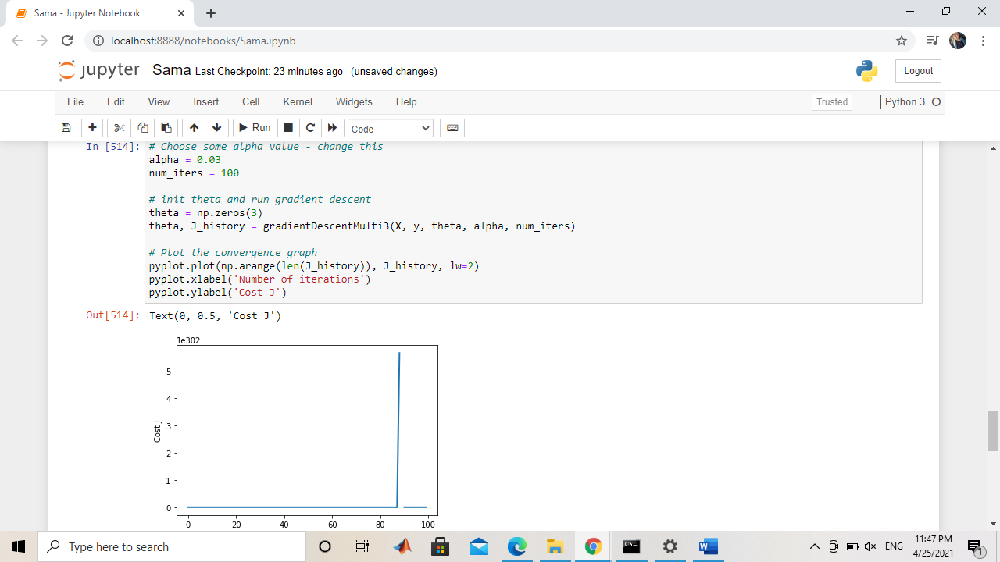 Sama - Jupyter Notebook
localhost:8888/notebooks/Sama.ipynb
jupyter Sama Last Checkpoint: 23 minutes ago (unsaved changes)
Logout
File Edit View Insert Cell Kernel Widgets Help
Trusted
Python 3
Run
Code
In [514]:
# Choose some alpha value - change this
alpha = 0.03
num_iters = 100
# init theta and run gradient descent
theta = np.zeros(3)
theta, J_history = gradientDescentMulti3(X, y, theta, alpha, num_iters)
# Plot the convergence graph
pyplot.plot(np.arange(len(J_history)), J_history, lw=2)
pyplot.xlabel('Number of iterations')
pyplot.ylabel('Cost J')
Out[514]: Text(0, 0.5, 'Cost J')
1e302
5
4
3
2
1
0
Cost J
0 20 40 60 80 100
Type here to search
ENG
11:47 PM
4/25/2021
1